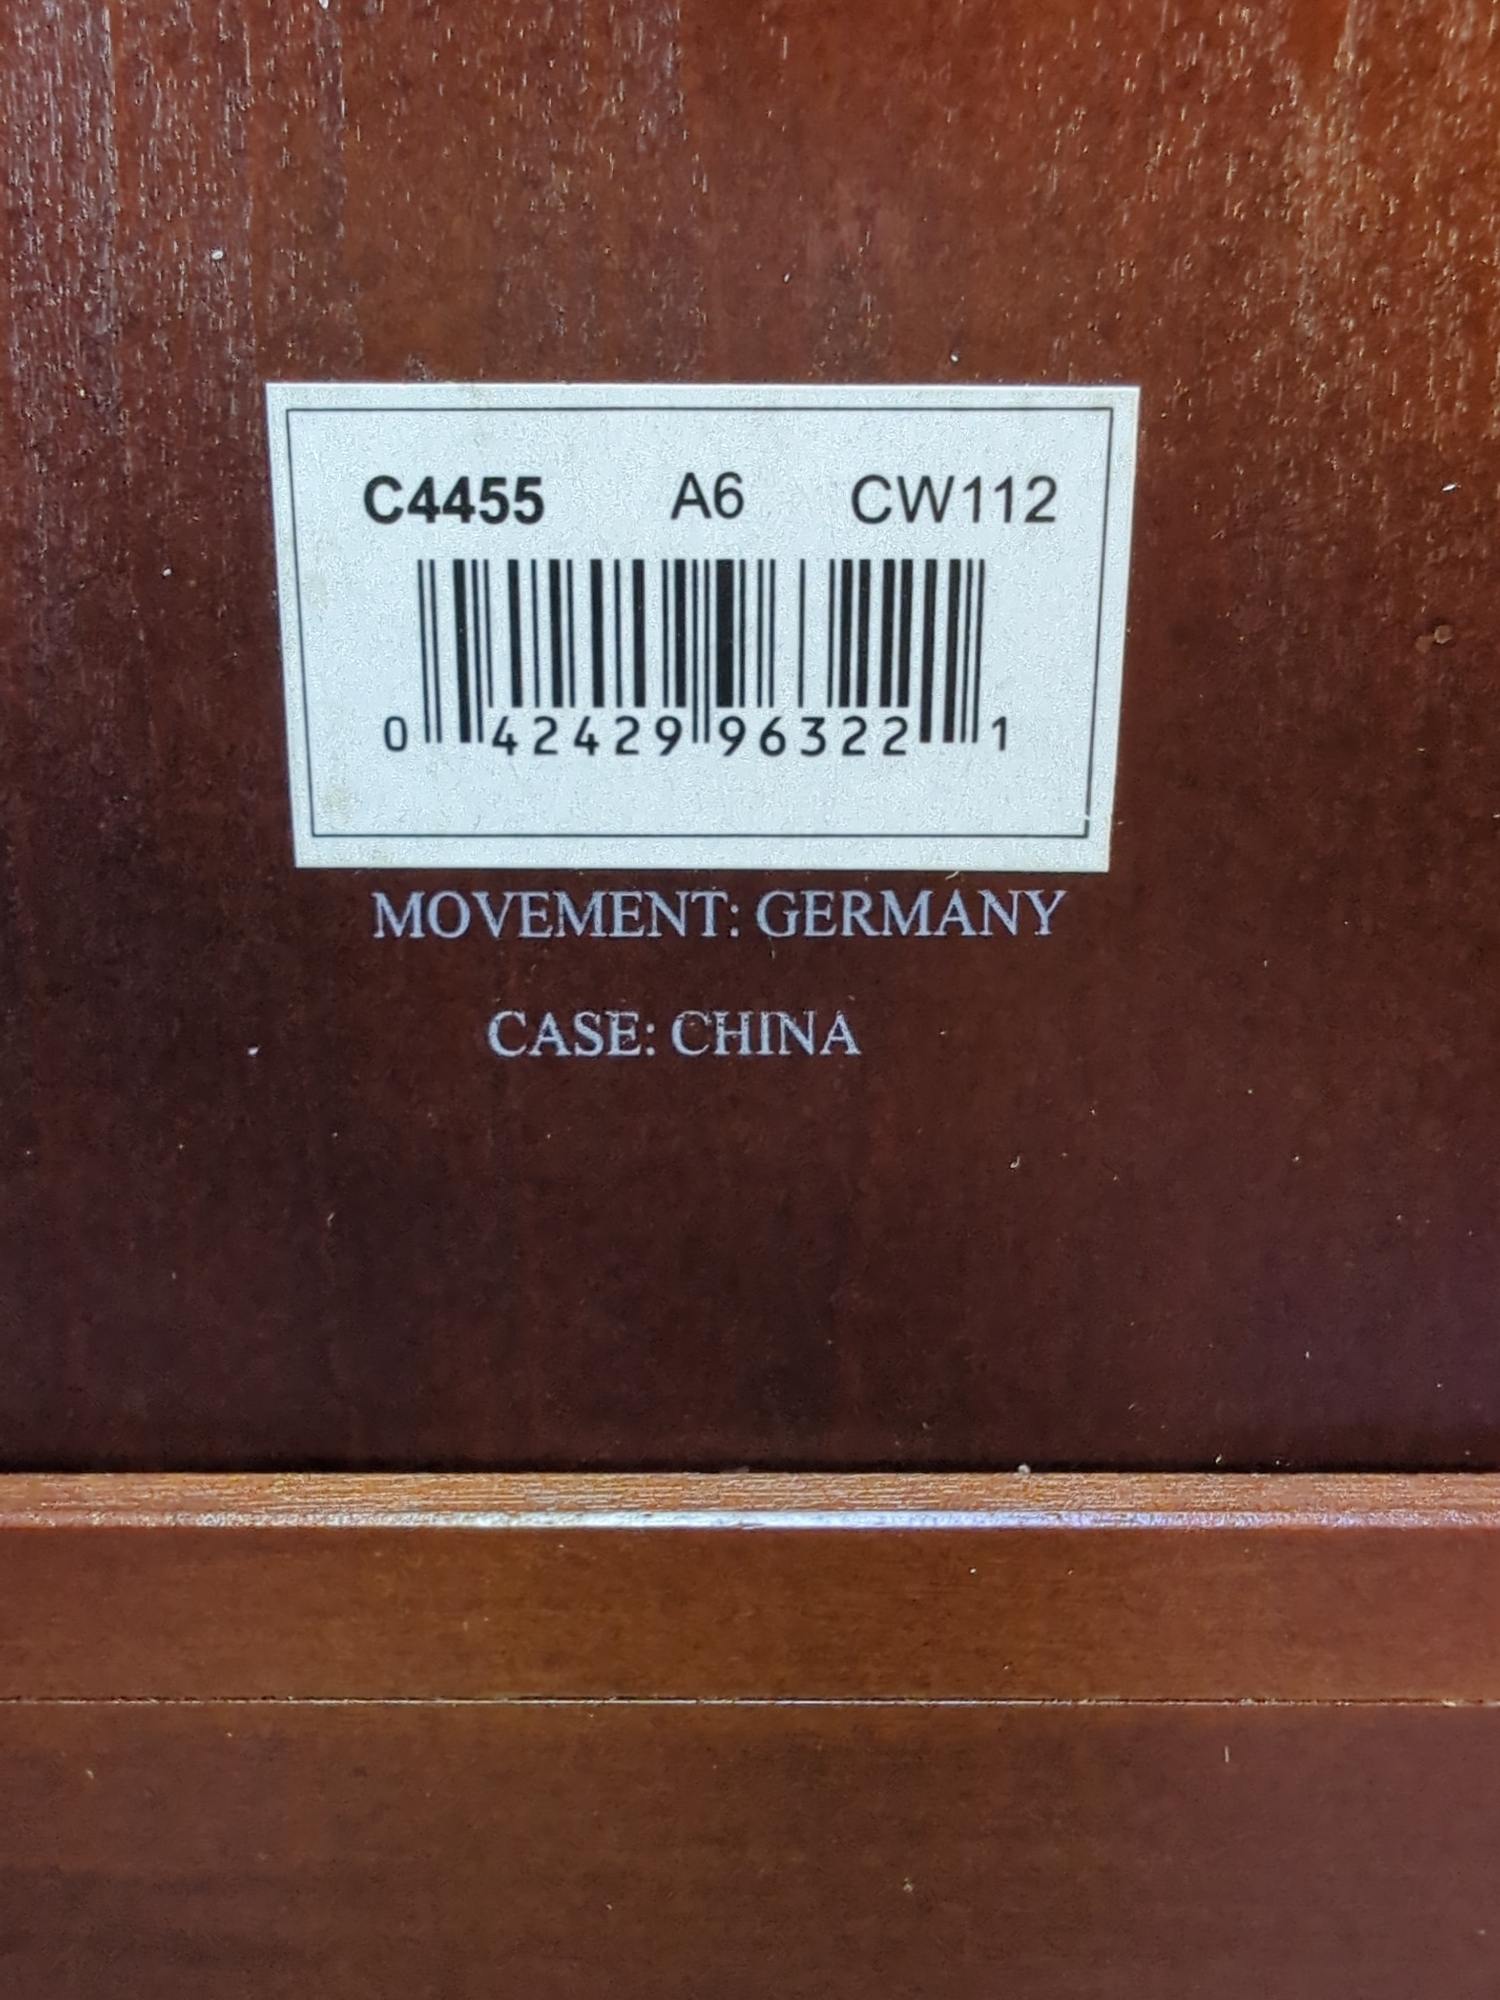 C4455 A6 CW112
0 42429 96322 1
MOVEMENT: GERMANY
CASE: CHINA